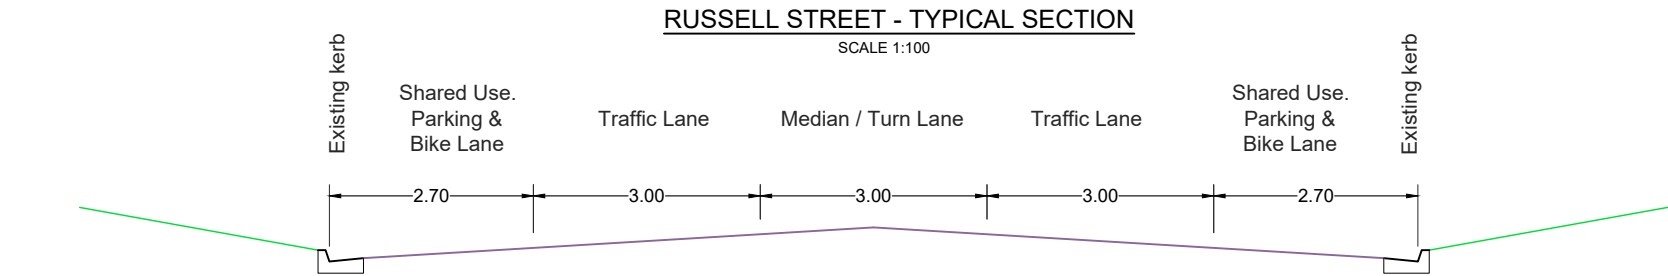 RUSSELL STREET - TYPICAL SECTION
SCALE 1:100
Existing kerb
Shared Use.
Parking &
Bike Lane
Traffic Lane
Median / Turn Lane
Traffic Lane
Shared Use.
Parking &
Bike Lane
Existing kerb
2.70
3.00
3.00
3.00
2.70